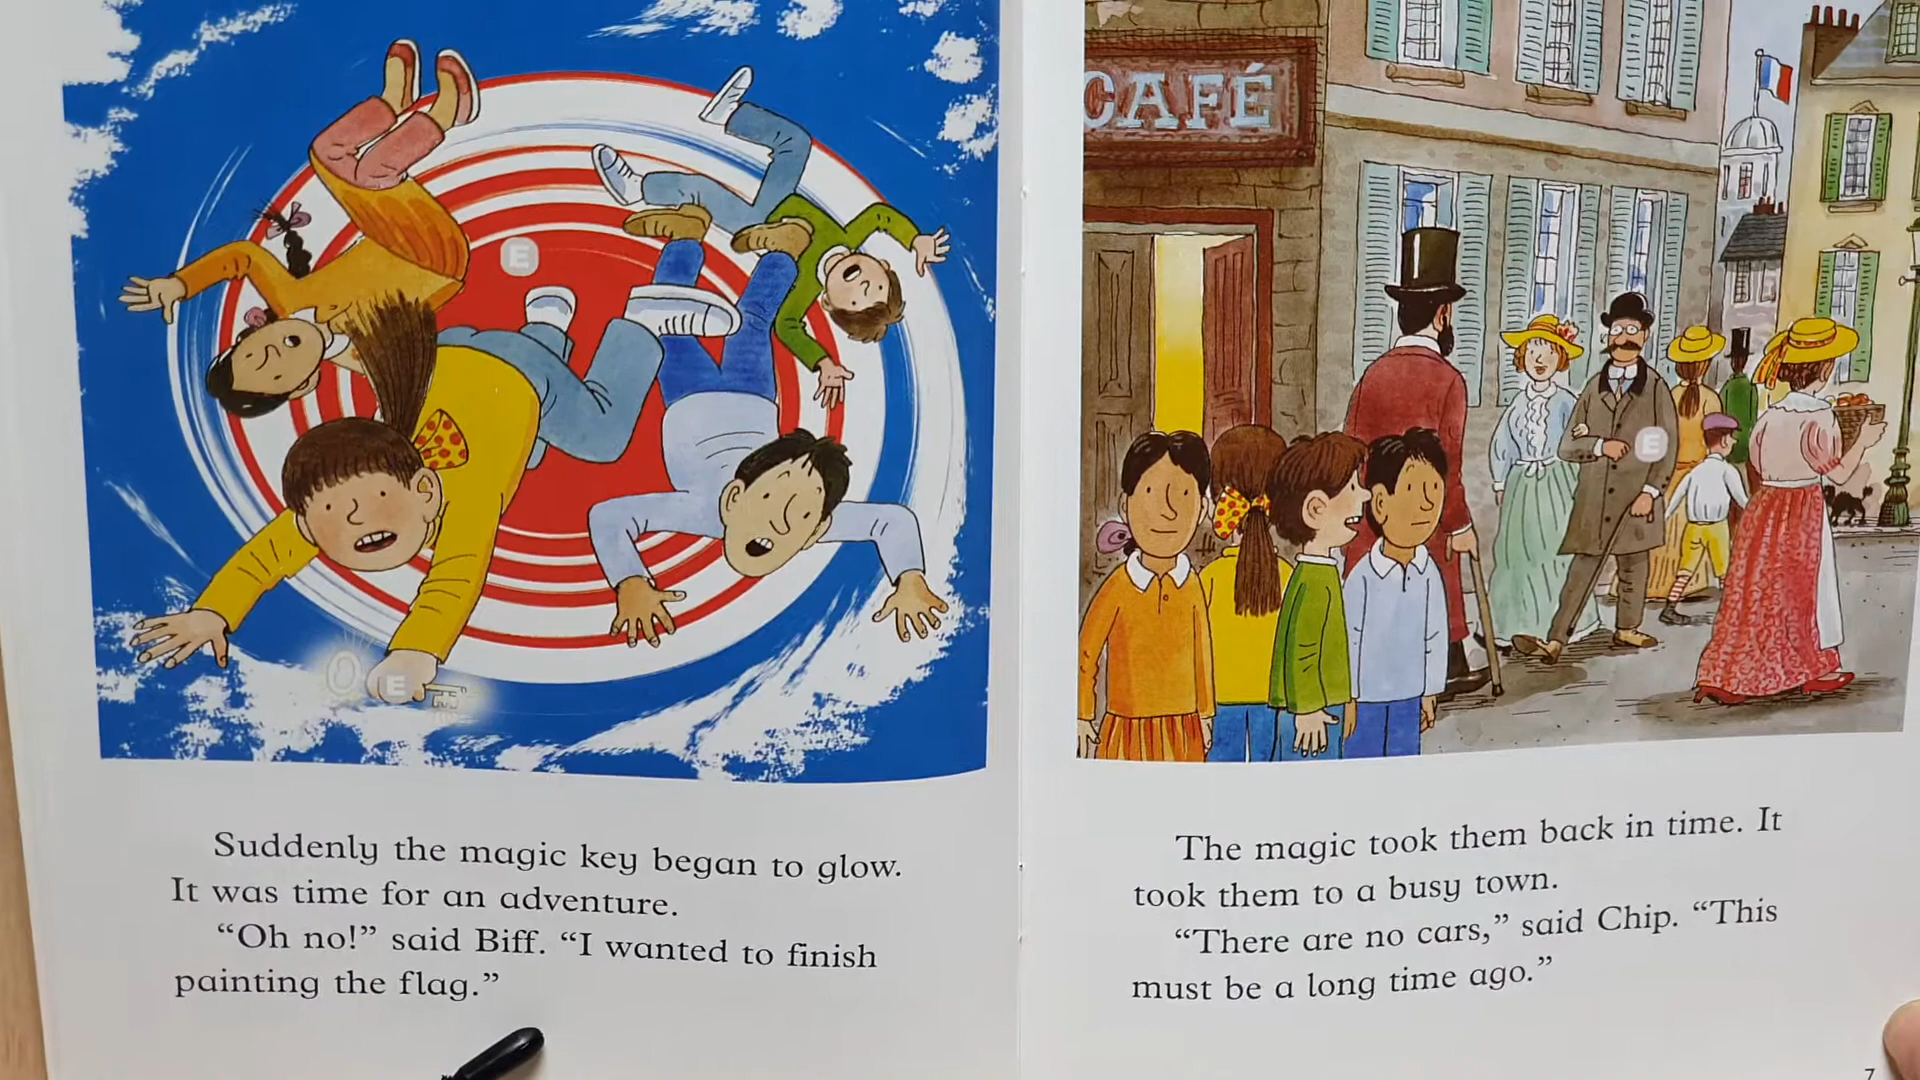 Suddenly the magic key began to glow.
It was time for an adventure.
“Oh no!” said Biff. “I wanted to finish
painting the flag.”
CAFÉ
The magic took them back in time. It
took them to a busy town.
“There are no cars,” said Chip. “This
must be a long time ago.”
7
E
E
E